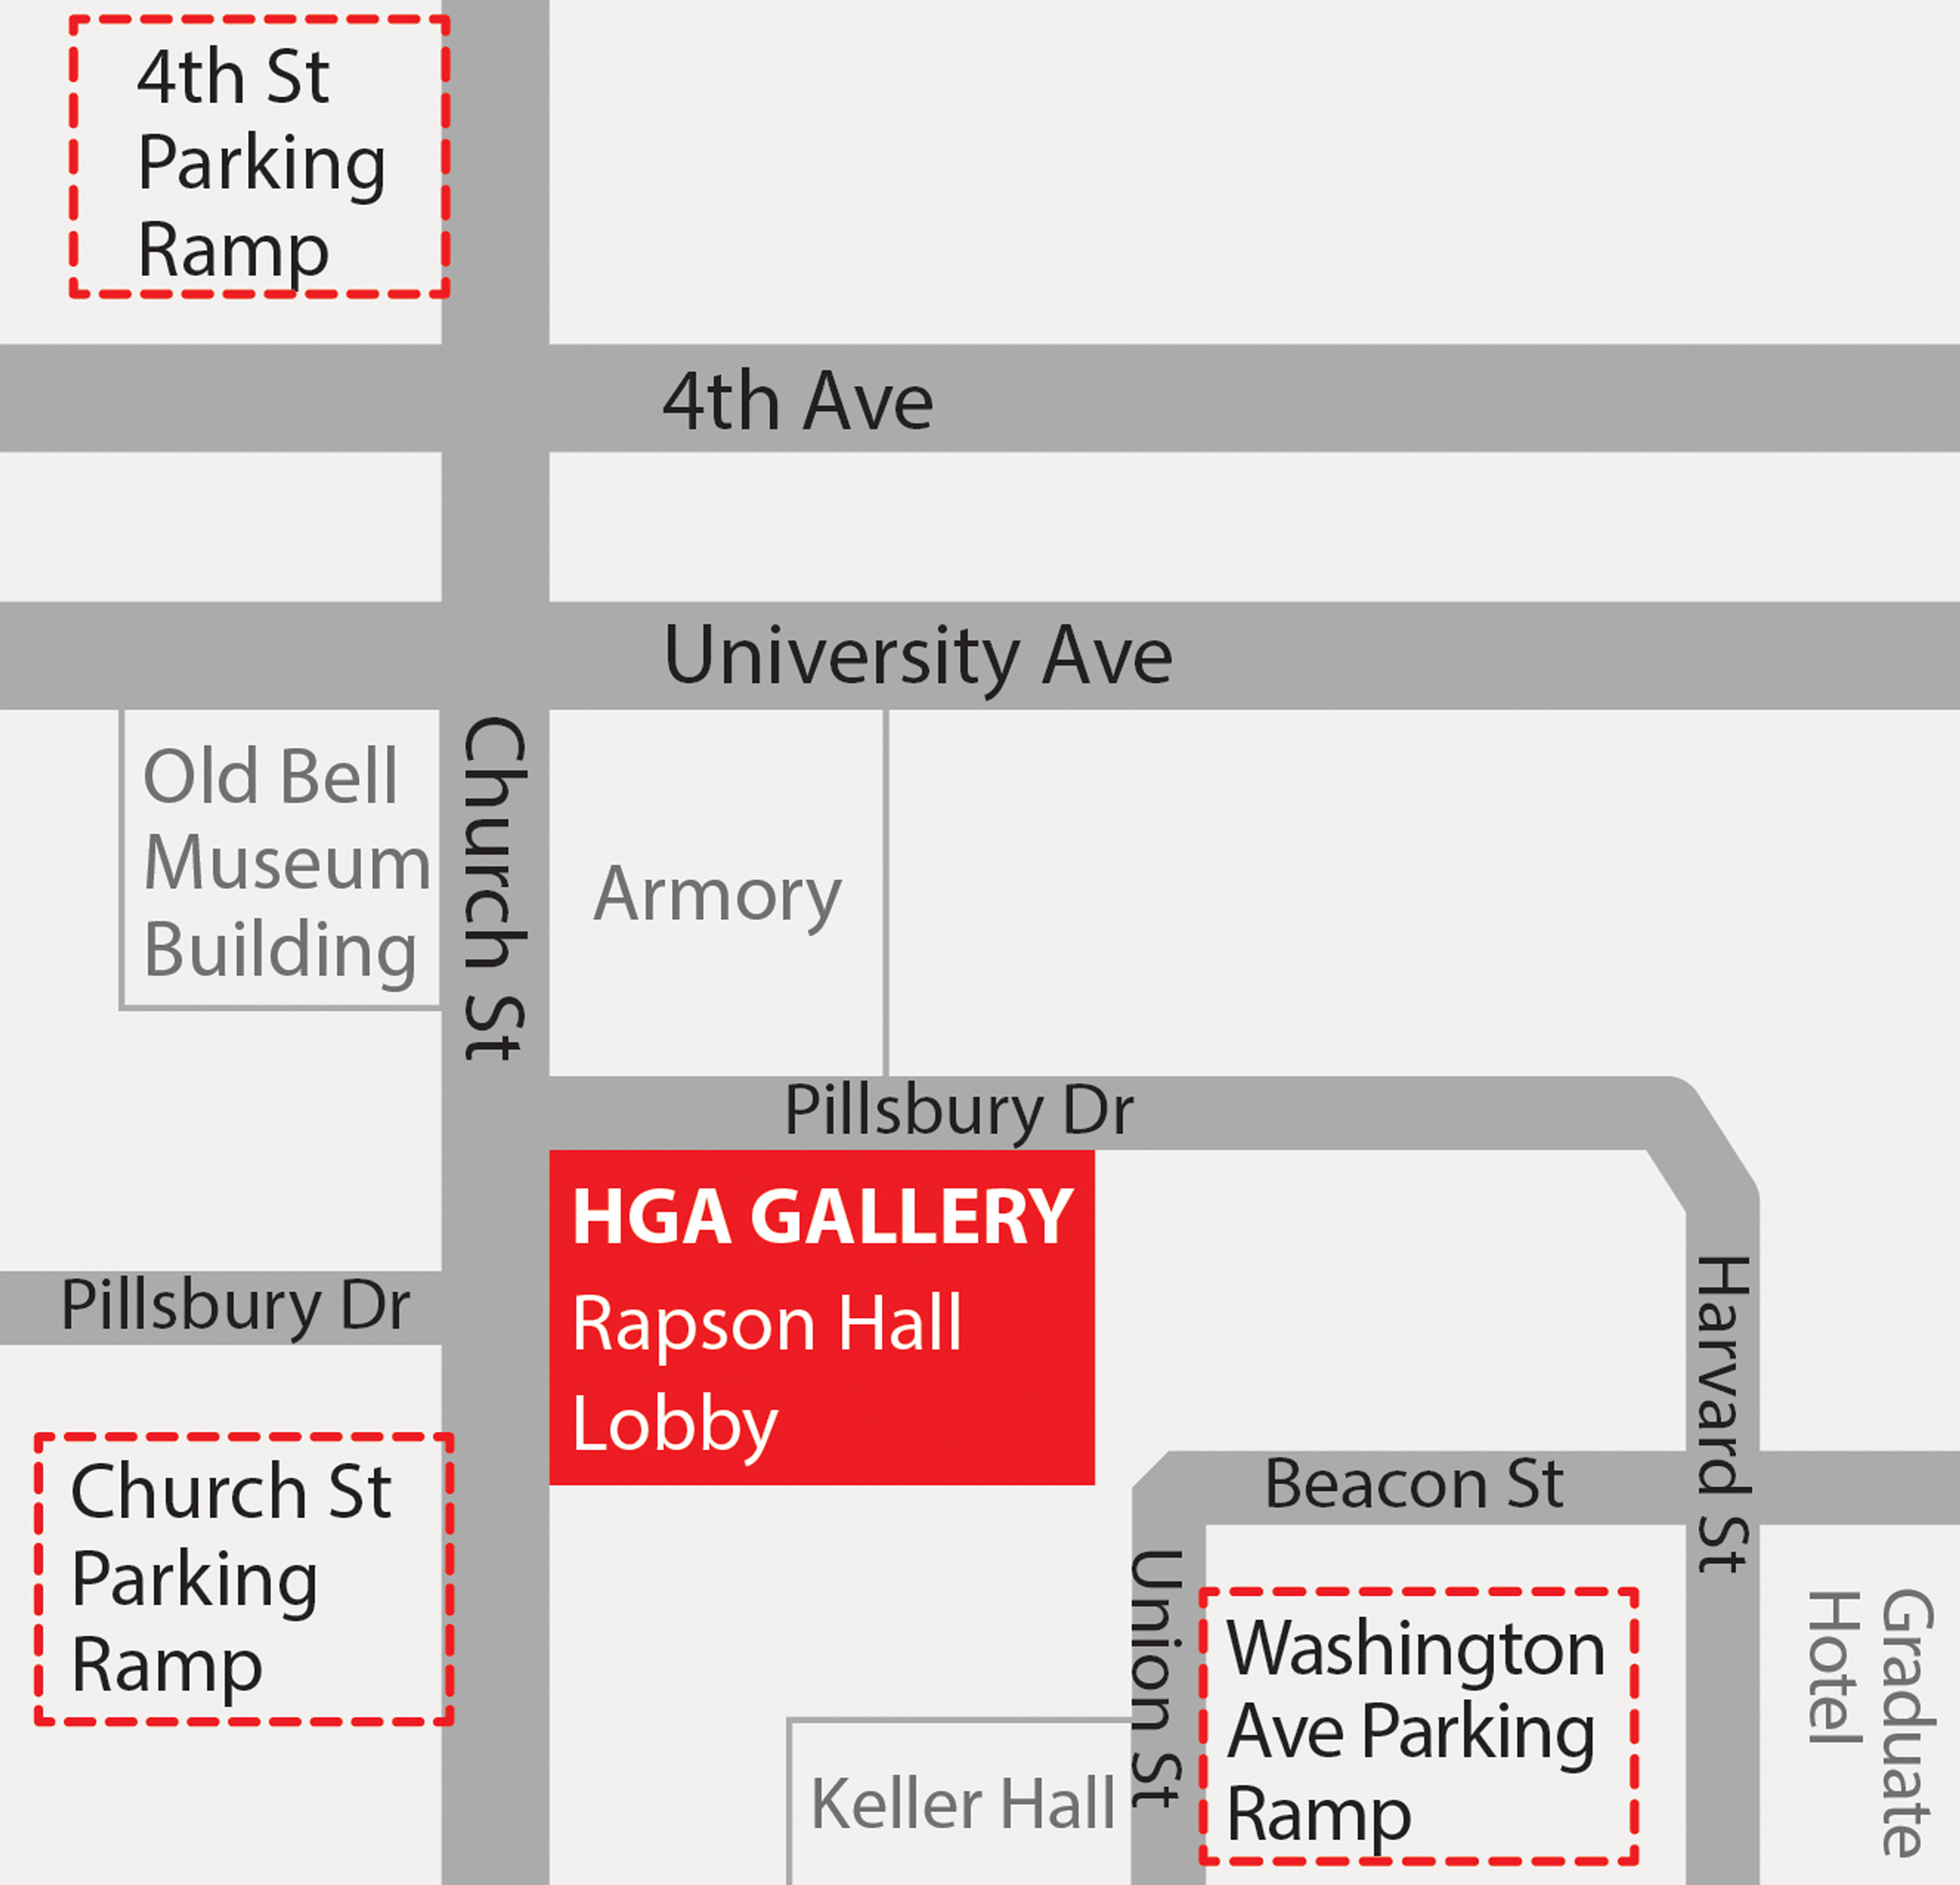 4th St
Parking
Ramp
4th Ave
University Ave
Old Bell
Museum
Building
Church St
Armory
Pillsbury Dr
HGA GALLERY
Rapson Hall
Lobby
Pillsbury Dr
Harvard St
Church St
Parking
Ramp
Beacon St
Union St
Washington
Ave Parking
Ramp
Graduate
Hotel
Keller Hall